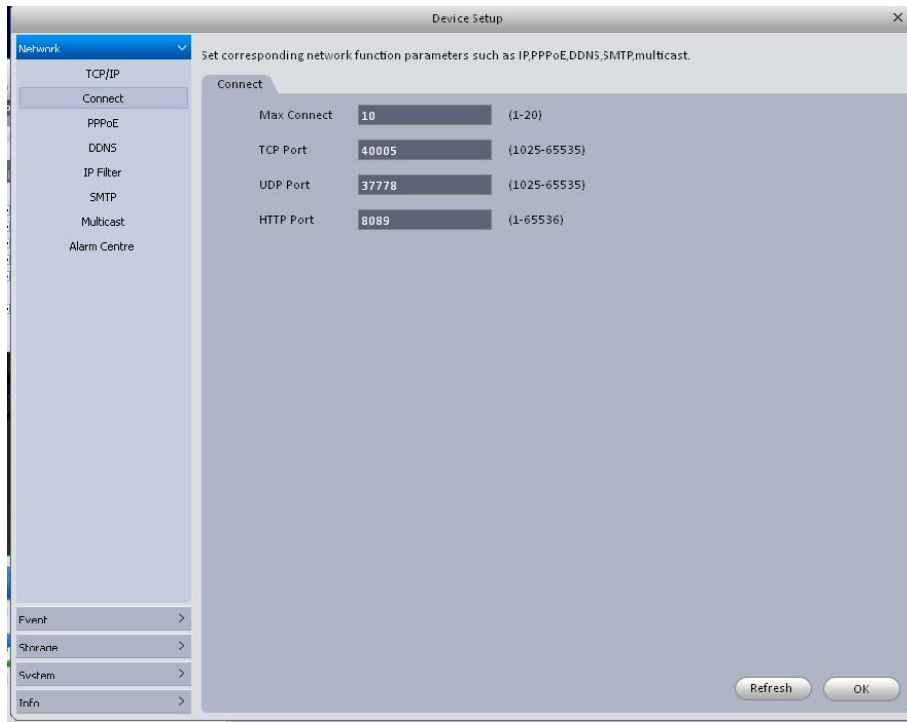 Device Setup
Network
TCP/IP
Connect
PPPoE
DDNS
IP Filter
SMTP
Multicast
Alarm Centre
Event
Storage
System
Info
Set corresponding network function parameters such as IP,PPPoE,DDNS,SMTP,multicast.
Connect
Max Connect 10 (1-20)
TCP Port 40005 (1025-65535)
UDP Port 37778 (1025-65535)
HTTP Port 8089 (1-65536)
Refresh OK